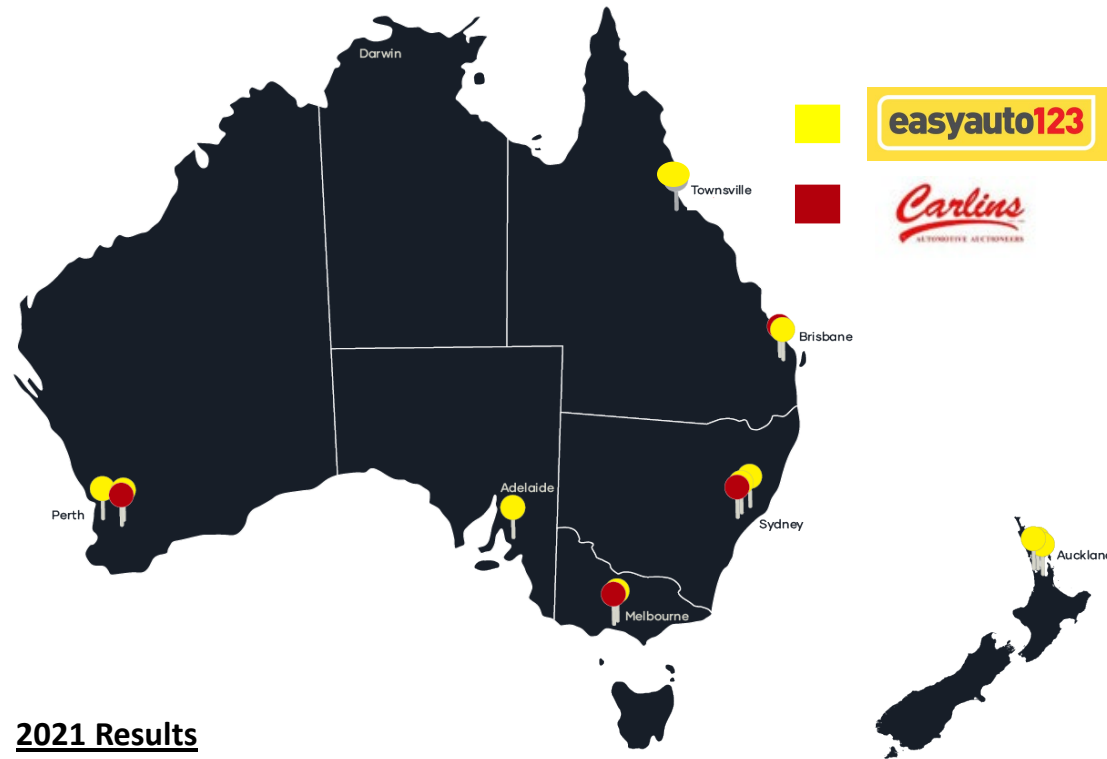 Darwin
easyauto123
Townsville
Carlins
AUTOMOTIVE AUCTIONEERS
Brisbane
Adelaide
Perth
Sydney
Auckland
Melbourne
2021 Results